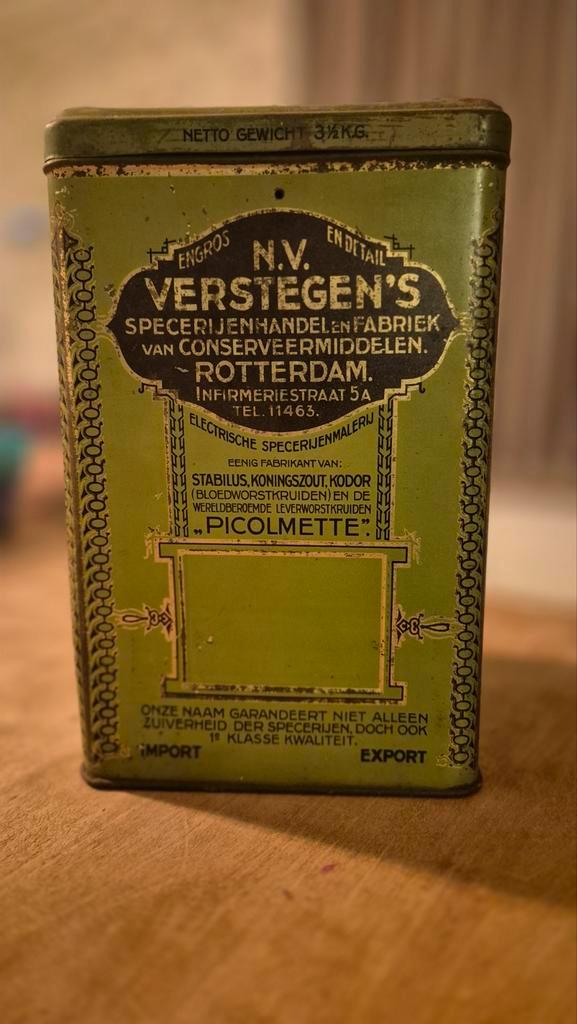 NETTO GEWICHT 3½ K.G.
ENGROS EN DETAIL
N.V.
VERSTEGEN'S
SPECERIJENHANDEL EN FABRIEK
VAN CONSERVEERMIDDELEN.
ROTTERDAM.
INFIRMERIESTRAAT 5A
TEL. 11463.
ELECTRISCHE SPECERIJENMALERIJ
EENIG FABRIKANT VAN:
STABILUS, KONINGSZOUT, KODOR
(BLOEDWORSTKRUIDEN) EN DE
WERELDBEROEMDE LEVERWORSTKRUIDEN
„PICOLMETTE".
ONZE NAAM GARANDEERT NIET ALLEEN
ZUIVERHEID DER SPECERIJEN, DOCH OOK
1e KLASSE KWALITEIT.
IMPORT EXPORT